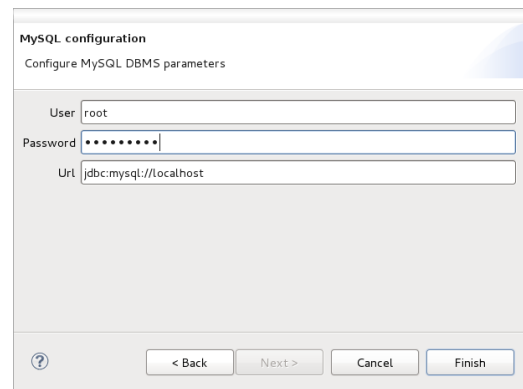 MySQL configuration
Configure MySQL DBMS parameters
User root
Password •••••••••
Url jdbc:mysql://localhost
?
< Back Next > Cancel Finish